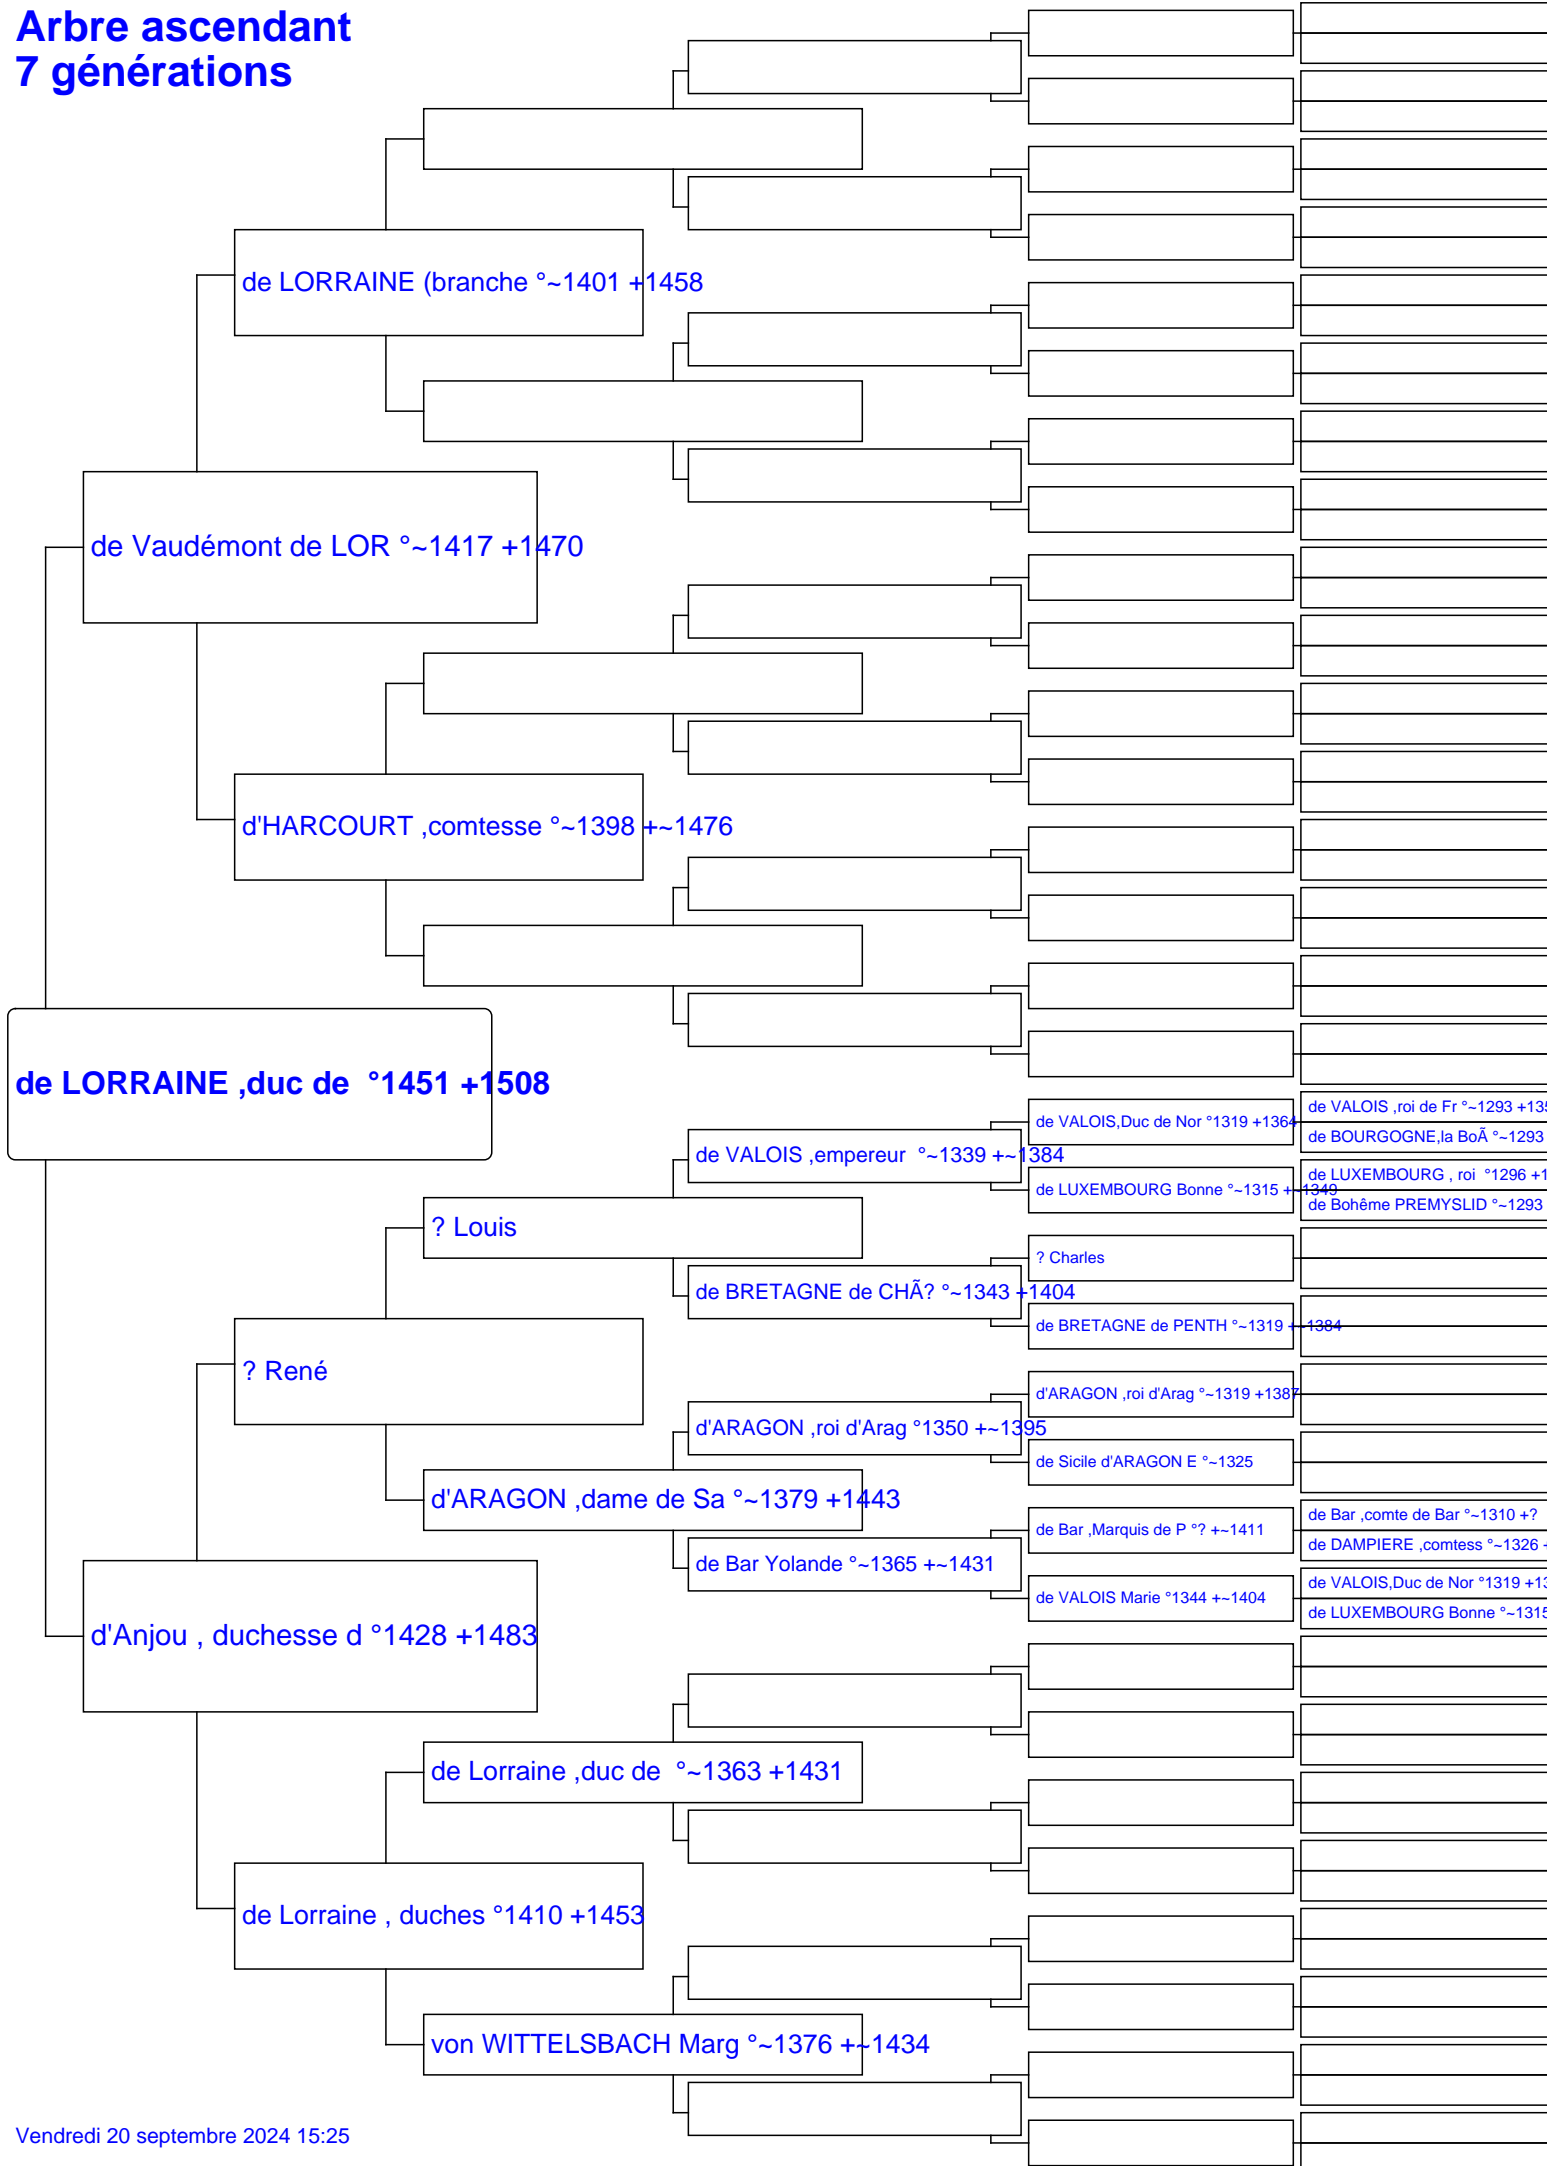 Arbre ascendant
7 générations
de LORRAINE (branche °~1401 +1458
de Vaudémont de LOR °~1417 +1470
d'HARCOURT ,comtesse °~1398 +~1476
de LORRAINE ,duc de °1451 +1508
de VALOIS ,roi de Fr °~1293 +135
de VALOIS,Duc de Nor °1319 +1364
de BOURGOGNE,la BoÃ °~1293
de VALOIS ,empereur °~1339 +~1384
de LUXEMBOURG , roi °1296 +1
de LUXEMBOURG Bonne °~1315 +~1349
de Bohême PREMYSLID °~1293
? Louis
? Charles
de BRETAGNE de CHÃ? °~1343 +1404
de BRETAGNE de PENTH °~1319 +~1384
? René
d'ARAGON ,roi d'Arag °~1319 +1387
d'ARAGON ,roi d'Arag °1350 +~1395
de Sicile d'ARAGON E °~1325
d'ARAGON ,dame de Sa °~1379 +1443
de Bar ,comte de Bar °~1310 +?
de Bar ,Marquis de P °? +~1411
de DAMPIERE ,comtess °~1326 +
de Bar Yolande °~1365 +~1431
de VALOIS,Duc de Nor °1319 +13
de VALOIS Marie °1344 +~1404
de LUXEMBOURG Bonne °~1315
d'Anjou , duchesse d °1428 +1483
de Lorraine ,duc de °~1363 +1431
de Lorraine , duches °1410 +1453
von WITTELSBACH Marg °~1376 +~1434
Vendredi 20 septembre 2024 15:25